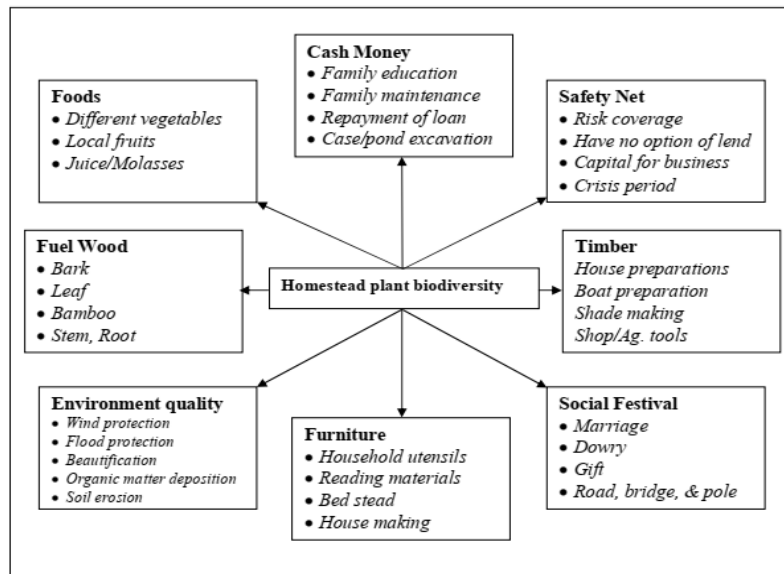 Cash Money
• Family education
• Family maintenance
• Repayment of loan
• Case/pond excavation
Foods
• Different vegetables
• Local fruits
• Juice/Molasses
Safety Net
• Risk coverage
• Have no option of lend
• Capital for business
• Crisis period
Fuel Wood
• Bark
• Leaf
• Bamboo
• Stem, Root
Homestead plant biodiversity
Timber
House preparations
Boat preparation
Shade making
Shop/Ag. tools
Environment quality
• Wind protection
• Flood protection
• Beautification
• Organic matter deposition
• Soil erosion
Furniture
• Household utensils
• Reading materials
• Bed stead
• House making
Social Festival
• Marriage
• Dowry
• Gift
• Road, bridge, & pole